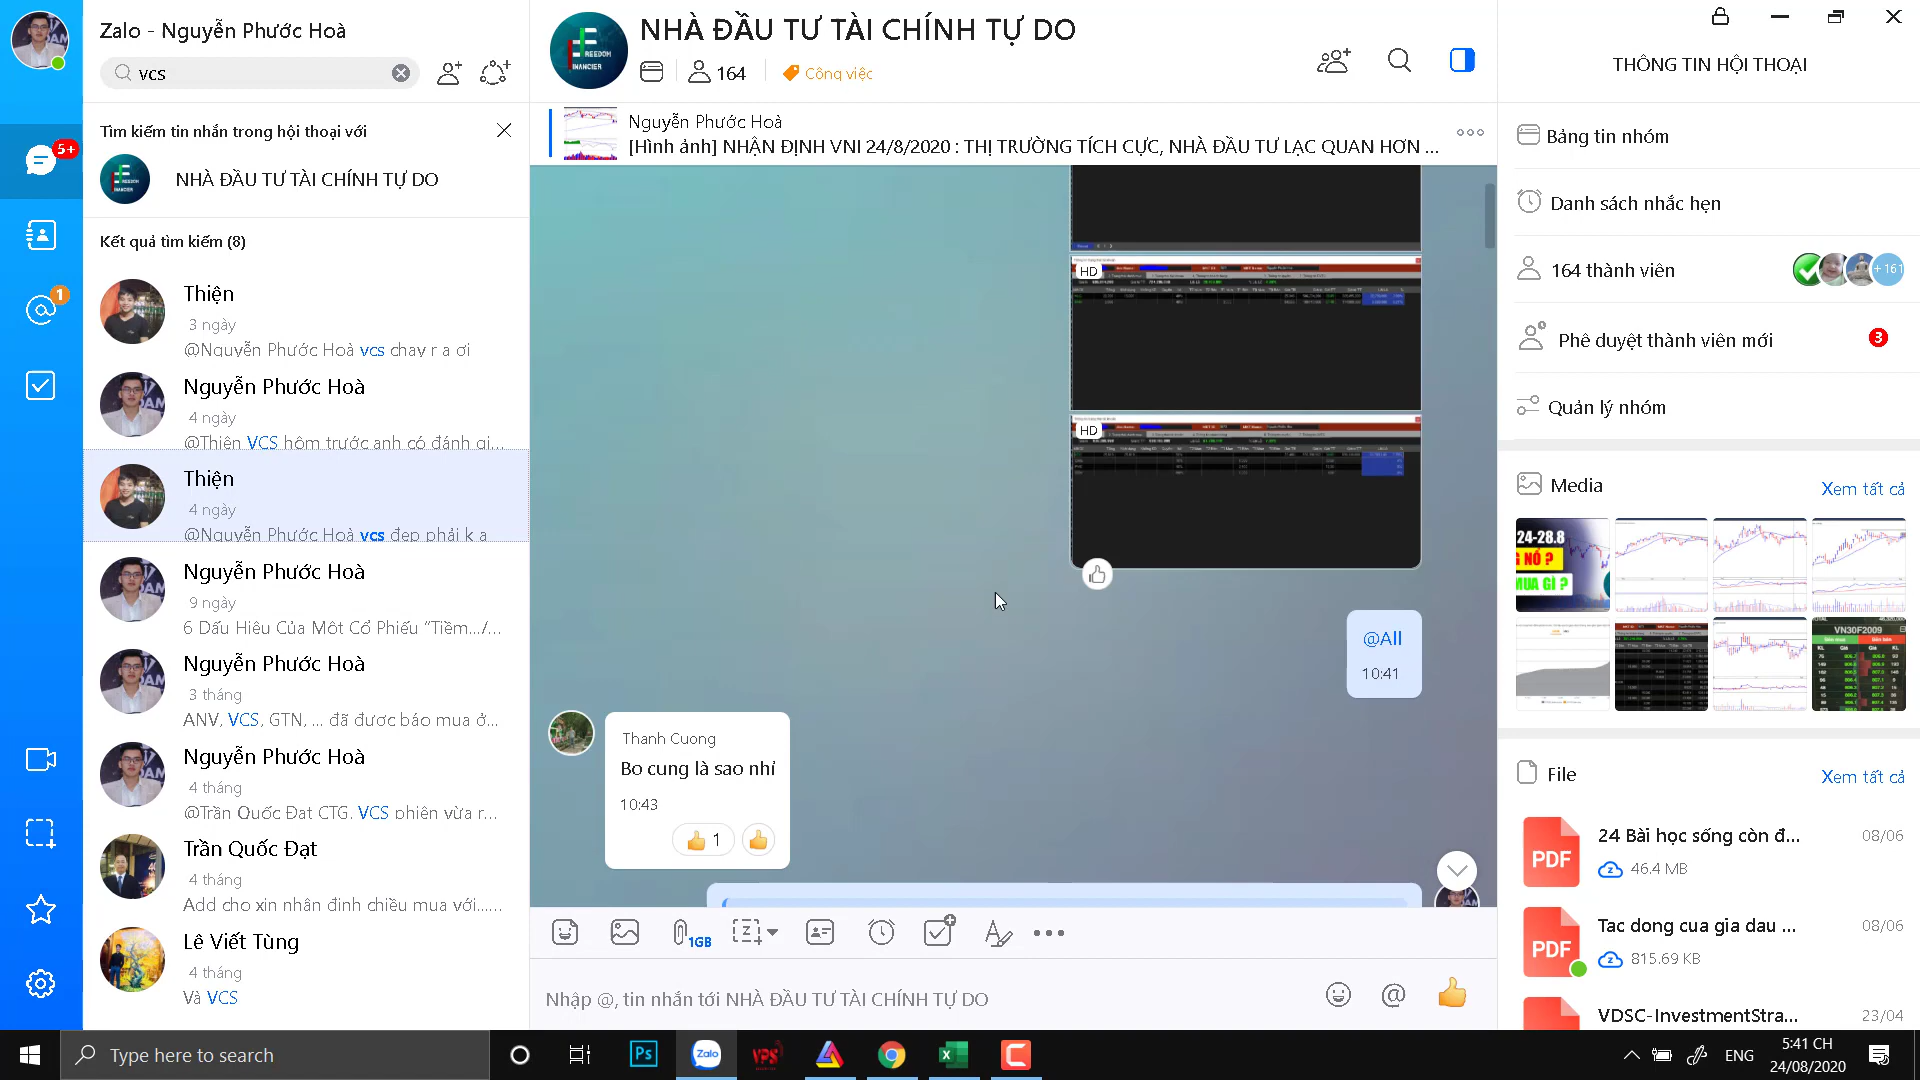 Zalo - Nguyễn Phước Hoà
vcs
Tìm kiếm tin nhắn trong hội thoại với
NHÀ ĐẦU TƯ TÀI CHÍNH TỰ DO
Kết quả tìm kiếm (8)
Thiện
3 ngày
@Nguyễn Phước Hoà vcs chạy r a ơi
Nguyễn Phước Hoà
4 ngày
@Thiện VCS hôm trước anh có đánh gi...
Thiện
4 ngày
@Nguyễn Phước Hoà vcs đẹp phải k a
Nguyễn Phước Hoà
9 ngày
6 Dấu Hiệu Của Một Cổ Phiếu “Tiềm.../...
Nguyễn Phước Hoà
3 tháng
ANV, VCS, GTN, ... đã được báo mua ở...
Nguyễn Phước Hoà
4 tháng
@Trần Quốc Đạt CTG. VCS phiên vừa r...
Trần Quốc Đạt
4 tháng
Add cho xin nhận định chiều mua với......
Lê Viết Tùng
4 tháng
Và VCS
5+
1
NHÀ ĐẦU TƯ TÀI CHÍNH TỰ DO
164
Công việc
Nguyễn Phước Hoà
[Hình ảnh] NHẬN ĐỊNH VNI 24/8/2020 : THỊ TRƯỜNG TÍCH CỰC, NHÀ ĐẦU TƯ LẠC QUAN HƠN ...
HD
HD
@All
10:41
Thanh Cuong
Bo cung là sao nhỉ
10:43
1
1GB
Nhập @, tin nhắn tới NHÀ ĐẦU TƯ TÀI CHÍNH TỰ DO
THÔNG TIN HỘI THOẠI
Bảng tin nhóm
Danh sách nhắc hẹn
164 thành viên
+161
Phê duyệt thành viên mới
3
Quản lý nhóm
Media
Xem tất cả
24-28.8
G NỔ ?
MUA GÌ ?
VN30F2009
File
Xem tất cả
PDF
24 Bài học sống còn đ...
08/06
46.4 MB
PDF
Tac dong cua gia dau ...
08/06
815.69 KB
VDSC-InvestmentStra...
23/04
Type here to search
Ps
Zalo
VPS
ENG
5:41 CH
24/08/2020